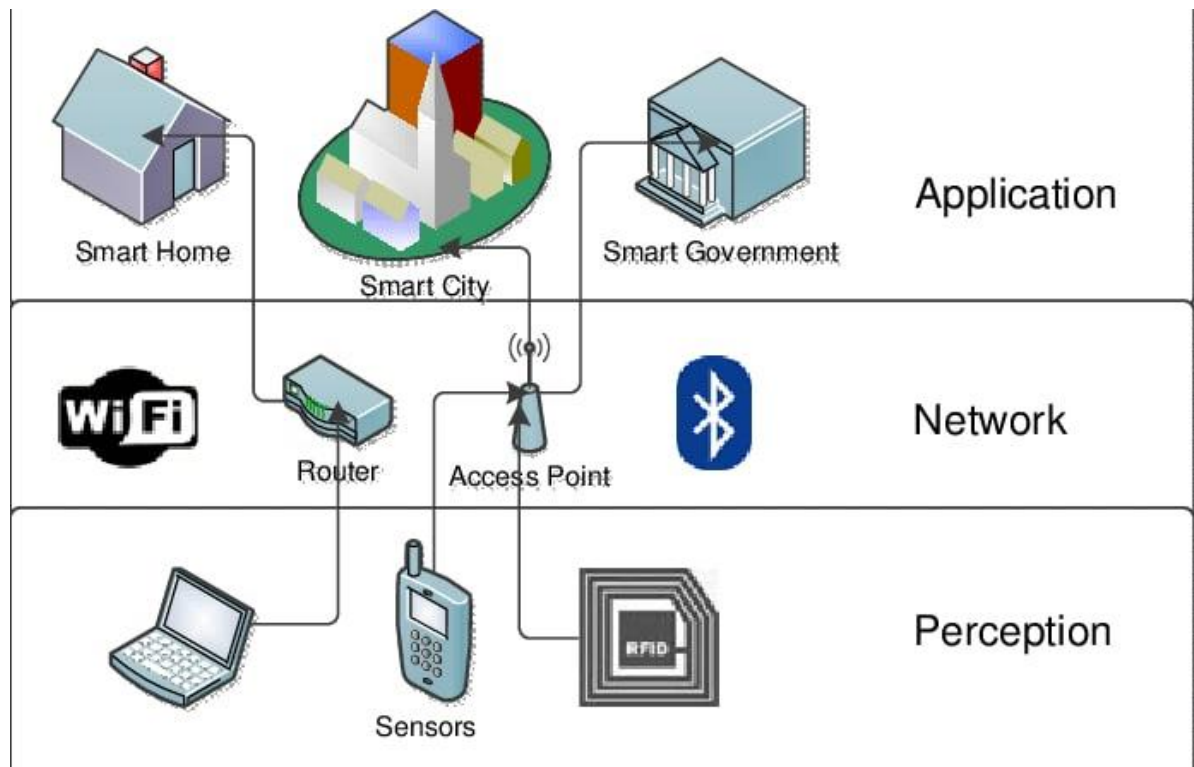 Smart Home
Smart City
Smart Government
Application
WiFi
Router
Access Point
Network
RFID
Sensors
Perception